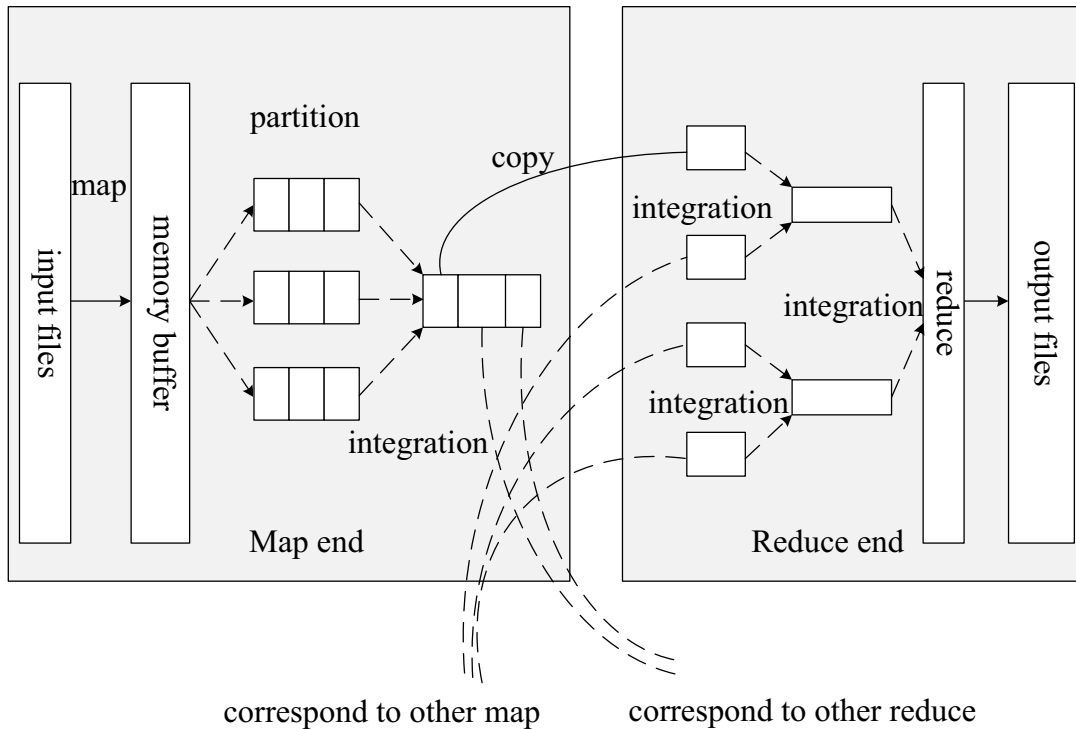 partition
map
copy
input files
memory buffer
integration
Map end
integration
integration
integration
reduce
output files
Reduce end
correspond to other map
correspond to other reduce